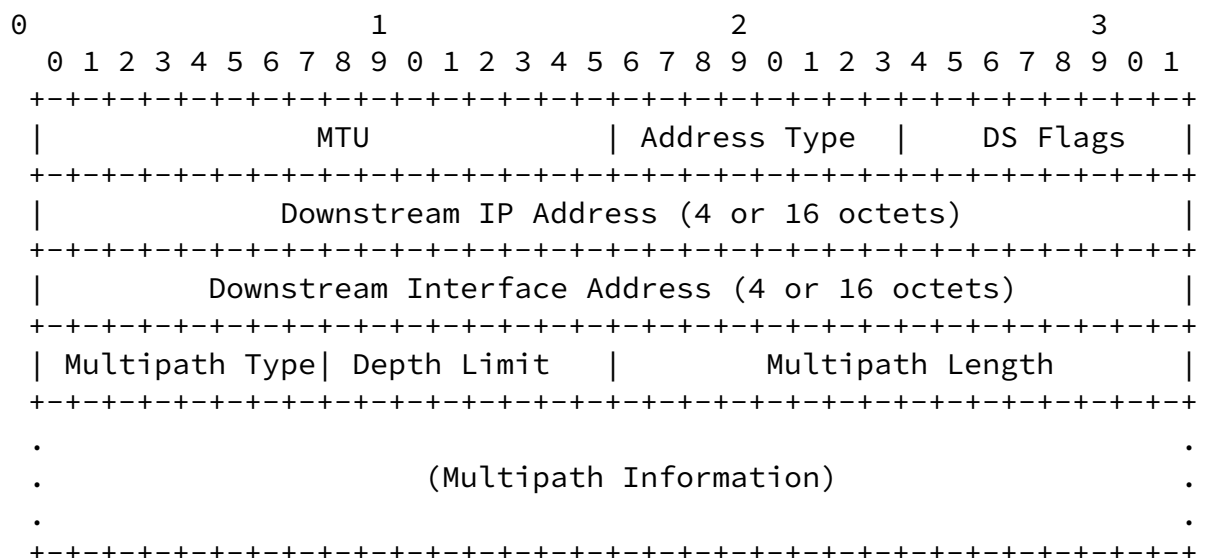 0                   1                   2                   3
  0 1 2 3 4 5 6 7 8 9 0 1 2 3 4 5 6 7 8 9 0 1 2 3 4 5 6 7 8 9 0 1
 +-+-+-+-+-+-+-+-+-+-+-+-+-+-+-+-+-+-+-+-+-+-+-+-+-+-+-+-+-+-+-+-+
 |               MTU             | Address Type  |    DS Flags   |
 +-+-+-+-+-+-+-+-+-+-+-+-+-+-+-+-+-+-+-+-+-+-+-+-+-+-+-+-+-+-+-+-+
 |             Downstream IP Address (4 or 16 octets)            |
 +-+-+-+-+-+-+-+-+-+-+-+-+-+-+-+-+-+-+-+-+-+-+-+-+-+-+-+-+-+-+-+-+
 |         Downstream Interface Address (4 or 16 octets)         |
 +-+-+-+-+-+-+-+-+-+-+-+-+-+-+-+-+-+-+-+-+-+-+-+-+-+-+-+-+-+-+-+-+
 | Multipath Type| Depth Limit   |        Multipath Length       |
 +-+-+-+-+-+-+-+-+-+-+-+-+-+-+-+-+-+-+-+-+-+-+-+-+-+-+-+-+-+-+-+-+
 .                                                               .
 .                     (Multipath Information)                   .
 .                                                               .
 +-+-+-+-+-+-+-+-+-+-+-+-+-+-+-+-+-+-+-+-+-+-+-+-+-+-+-+-+-+-+-+-+